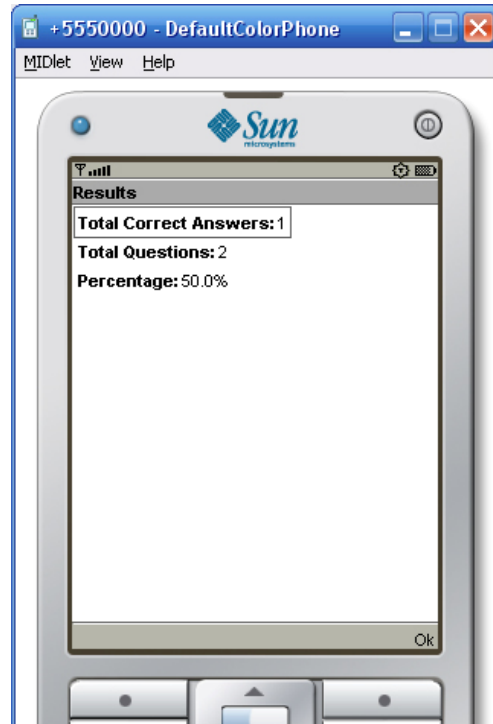 +5550000 - DefaultColorPhone
MIDlet View Help
Sun
microsystems
Results
Total Correct Answers: 1
Total Questions: 2
Percentage: 50.0%
Ok